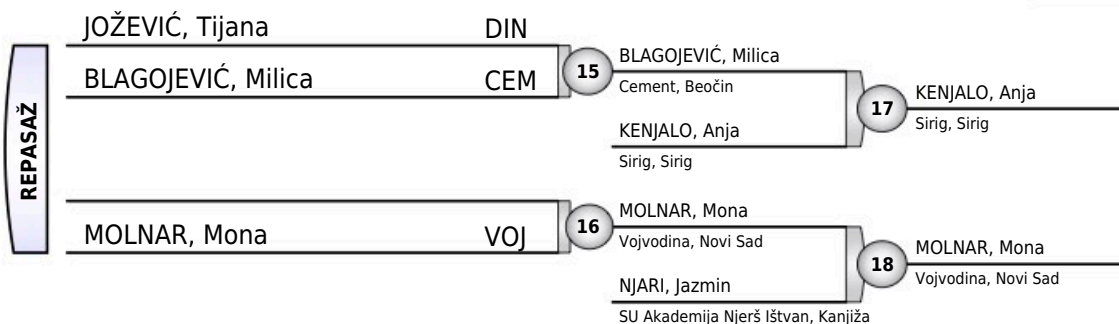 REPASAŽ
JOŽEVIĆ, Tijana DIN
BLAGOJEVIĆ, Milica CEM
15
BLAGOJEVIĆ, Milica
Cement, Beočin
KENJALO, Anja
Sirig, Sirig
17
KENJALO, Anja
Sirig, Sirig
MOLNAR, Mona VOJ
16
MOLNAR, Mona
Vojvodina, Novi Sad
NJARI, Jazmin
SU Akademija Njerš Ištvan, Kanjiža
18
MOLNAR, Mona
Vojvodina, Novi Sad